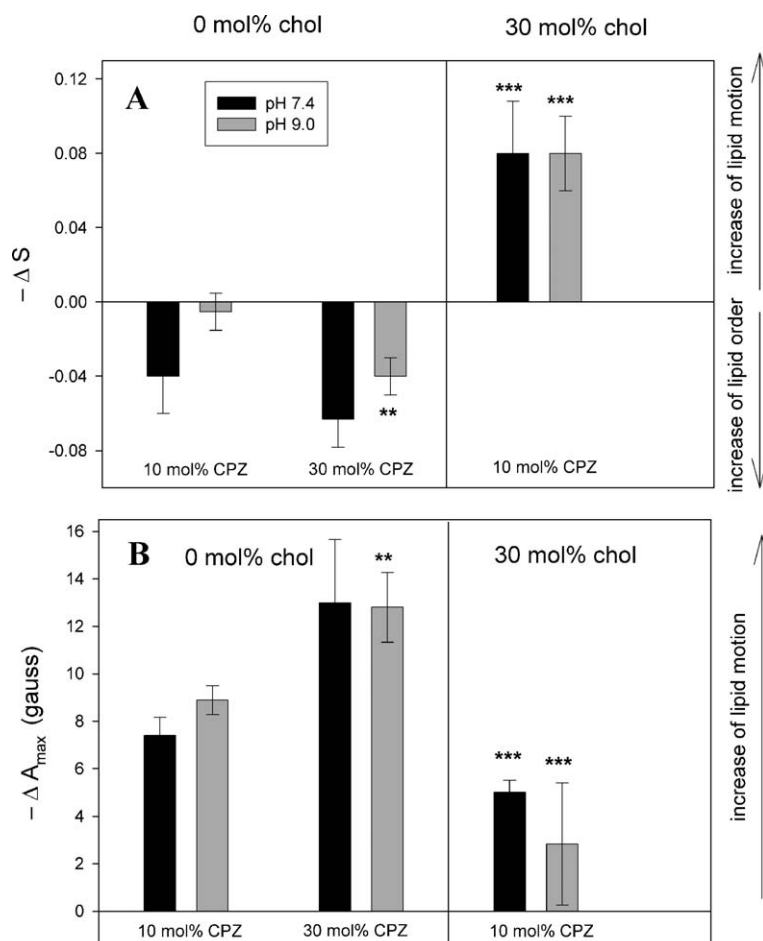 0 mol% chol
30 mol% chol
A
pH 7.4
pH 9.0
***
***
**
0.12
0.08
0.04
0.00
-0.04
-0.08
− Δ S
10 mol% CPZ
30 mol% CPZ
10 mol% CPZ
increase of lipid motion
increase of lipid order
B
0 mol% chol
30 mol% chol
**
***
***
16
14
12
10
8
6
4
2
0
− Δ Amax (gauss)
10 mol% CPZ
30 mol% CPZ
10 mol% CPZ
increase of lipid motion